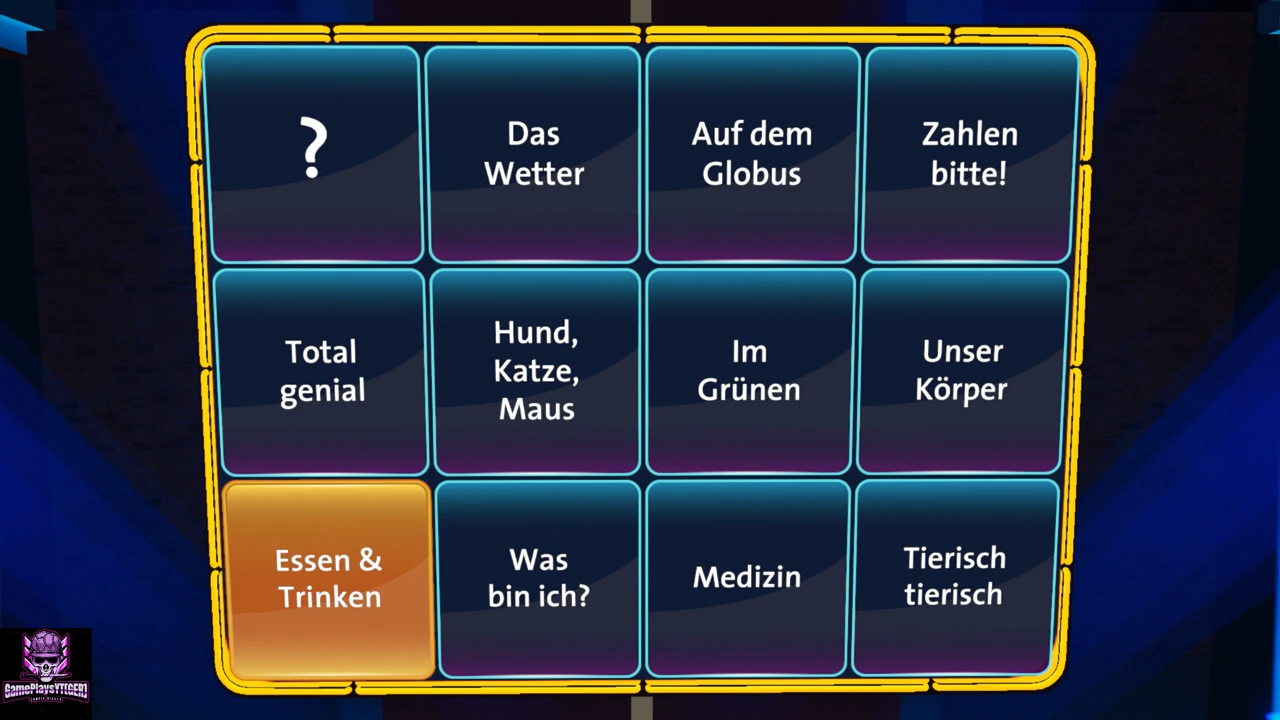 ?
Das
Wetter
Auf dem
Globus
Zahlen
bitte!
Total
genial
Hund,
Katze,
Maus
Im
Grünen
Unser
Körper
Essen &
Trinken
Was
bin ich?
Medizin
Tierisch
tierisch